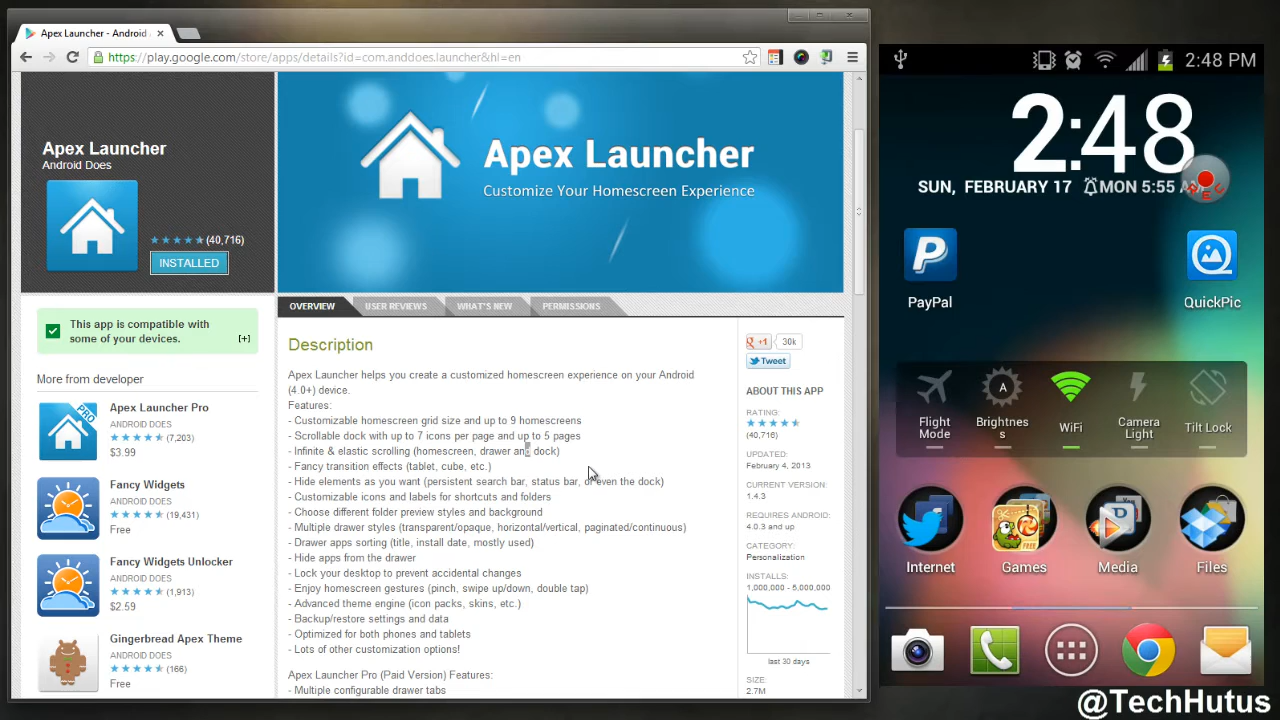 Apex Launcher - Android
https://play.google.com/store/apps/details?id=com.anddoes.launcher&hl=en
Apex Launcher
Android Does
(40,716)
INSTALLED
This app is compatible with
some of your devices.
[+]
More from developer
Apex Launcher Pro
ANDROID DOES
(7,203)
$3.99
PRO
Fancy Widgets
ANDROID DOES
(19,431)
Free
Fancy Widgets Unlocker
ANDROID DOES
(1,913)
$2.59
Gingerbread Apex Theme
ANDROID DOES
(166)
Free
Apex Launcher
Customize Your Homescreen Experience
OVERVIEW
USER REVIEWS
WHAT'S NEW
PERMISSIONS
Description
Apex Launcher helps you create a customized homescreen experience on your Android
(4.0+) device.
Features:
- Customizable homescreen grid size and up to 9 homescreens
- Scrollable dock with up to 7 icons per page and up to 5 pages
- Infinite & elastic scrolling (homescreen, drawer and dock)
- Fancy transition effects (tablet, cube, etc.)
- Hide elements as you want (persistent search bar, status bar, or even the dock)
- Customizable icons and labels for shortcuts and folders
- Choose different folder preview styles and background
- Multiple drawer styles (transparent/opaque, horizontal/vertical, paginated/continuous)
- Drawer apps sorting (title, install date, mostly used)
- Hide apps from the drawer
- Lock your desktop to prevent accidental changes
- Enjoy homescreen gestures (pinch, swipe up/down, double tap)
- Advanced theme engine (icon packs, skins, etc.)
- Backup/restore settings and data
- Optimized for both phones and tablets
- Lots of other customization options!
Apex Launcher Pro (Paid Version) Features:
- Multiple configurable drawer tabs
+1
30k
Tweet
ABOUT THIS APP
RATING:
(40,716)
UPDATED:
February 4, 2013
CURRENT VERSION:
1.4.3
REQUIRES ANDROID:
4.0.3 and up
CATEGORY:
Personalization
INSTALLS:
1,000,000 - 5,000,000
last 30 days
SIZE:
2.7M
2:48 PM
2:48
SUN, FEBRUARY 17
MON 5:55
REC
PayPal
QuickPic
Flight
Mode
A
Brightnes
s
WiFi
Camera
Light
Tilt Lock
FREE
Internet
Games
Media
Files
@TechHutus